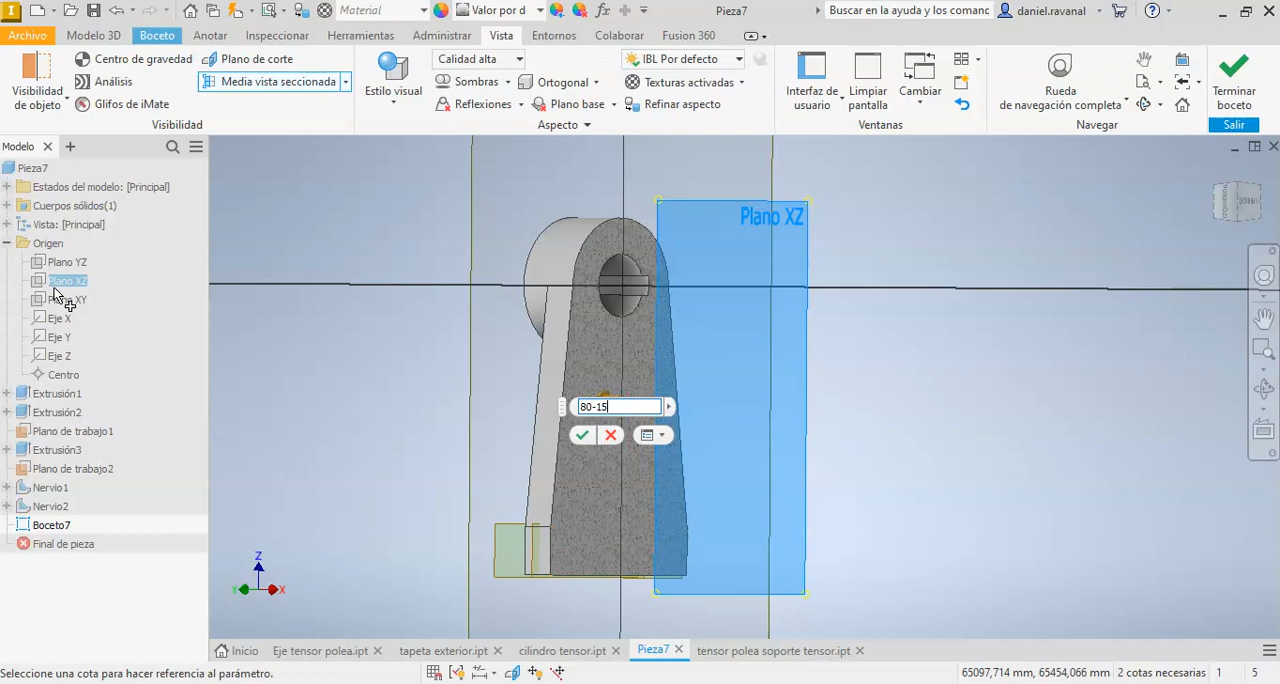 Material
Valor por d
fx
Pieza7
Buscar en la ayuda y los comanc
daniel.ravanal
Archivo
Modelo 3D
Boceto
Anotar
Inspeccionar
Herramientas
Administrar
Vista
Entornos
Colaborar
Fusion 360
Visibilidad
de objeto
Centro de gravedad
Plano de corte
Análisis
Media vista seccionada
Glifos de iMate
Visibilidad
Estilo visual
Calidad alta
Sombras
Reflexiones
Ortogonal
Plano base
IBL Por defecto
Texturas activadas
Refinar aspecto
Aspecto
Interfaz de
usuario
Limpiar
pantalla
Cambiar
Ventanas
Rueda
de navegación completa
Navegar
Terminar
boceto
Salir
Modelo
Pieza7
Estados del modelo: [Principal]
Cuerpos sólidos(1)
Vista: [Principal]
Origen
Plano YZ
Plano XZ
Plano XY
Eje X
Eje Y
Eje Z
Centro
Extrusión1
Extrusión2
Plano de trabajo1
Extrusión3
Plano de trabajo2
Nervio1
Nervio2
Boceto7
Final de pieza
Plano XZ
80-15
Z
Y
X
Inicio
Eje tensor polea.ipt
tapeta exterior.ipt
cilindro tensor.ipt
Pieza7
tensor polea soporte tensor.ipt
Seleccione una cota para hacer referencia al parámetro.
65097,714 mm, 65454,066 mm
2 cotas necesarias
1
5